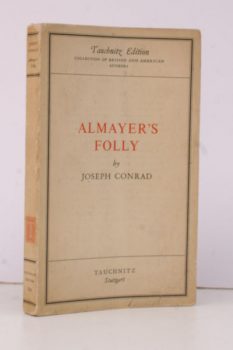 Tauchnitz Edition
COLLECTION OF BRITISH AND AMERICAN
AUTHORS
ALMAYER'S
FOLLY
by
JOSEPH CONRAD
TAUCHNITZ
Stuttgart